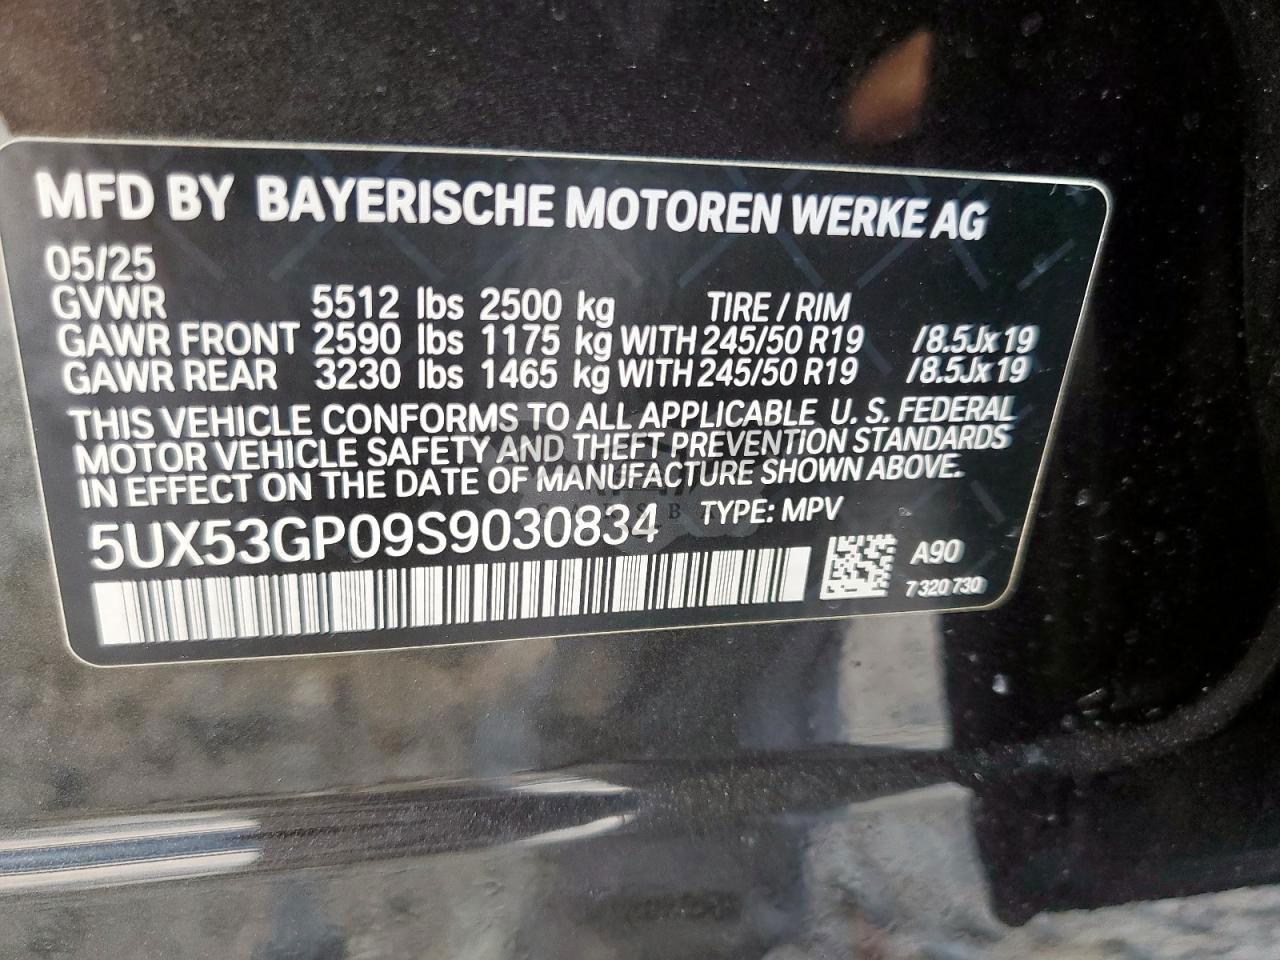 MFD BY BAYERISCHE MOTOREN WERKE AG
05/25
GVWR 5512 lbs 2500 kg TIRE / RIM
GAWR FRONT 2590 lbs 1175 kg WITH 245/50 R19 /8.5Jx19
GAWR REAR 3230 lbs 1465 kg WITH 245/50 R19 /8.5Jx19
THIS VEHICLE CONFORMS TO ALL APPLICABLE U. S. FEDERAL
MOTOR VEHICLE SAFETY AND THEFT PREVENTION STANDARDS
IN EFFECT ON THE DATE OF MANUFACTURE SHOWN ABOVE.
5UX53GP09S9030834 TYPE: MPV
A90
7 320 730